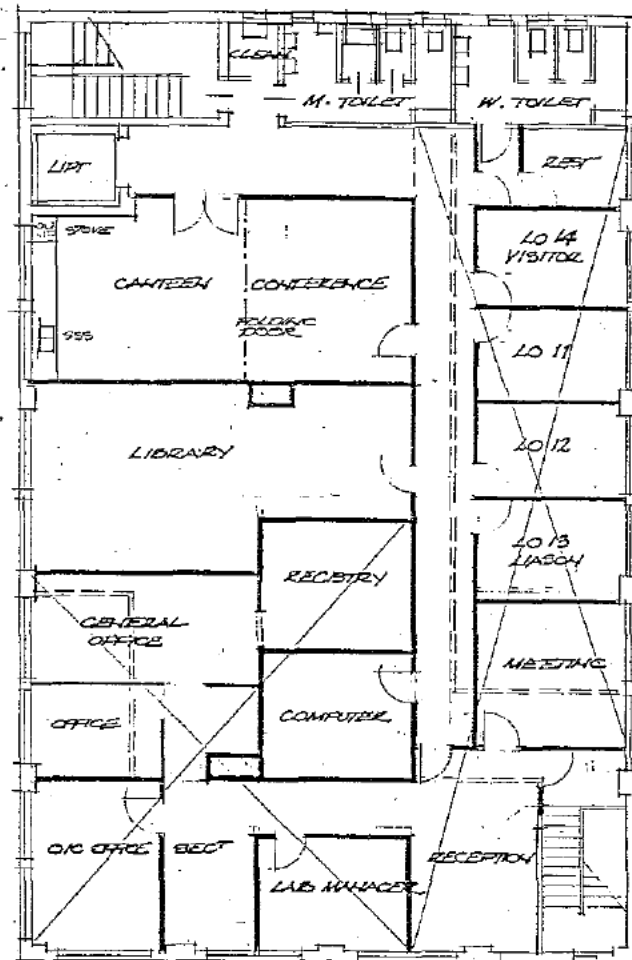 CLEAN
M. TOILET
W. TOILET
LIFT
REST
STOVE
LO 14
VISITOR
CANTEEN
CONFERENCE
FOLDING
DOOR
SSS
LO 11
LIBRARY
LO 12
LO 13
LIASON
REGISTRY
GENERAL
OFFICE
MEETING
OFFICE
COMPUTER
O/C OFFICE
SECT
LAB MANAGER
RECEPTION